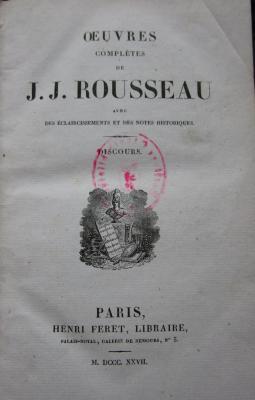 ŒUVRES
COMPLÈTES
DE
J. J. ROUSSEAU
AVEC
DES ÉCLAIRCISSEMENTS ET DES NOTES HISTORIQUES.
DISCOURS.
PARIS,
HENRI FERET, LIBRAIRE,
PALAIS-ROYAL, GALERIE DE NEMOURS, N° 5.
M. DCCC. XXVII.